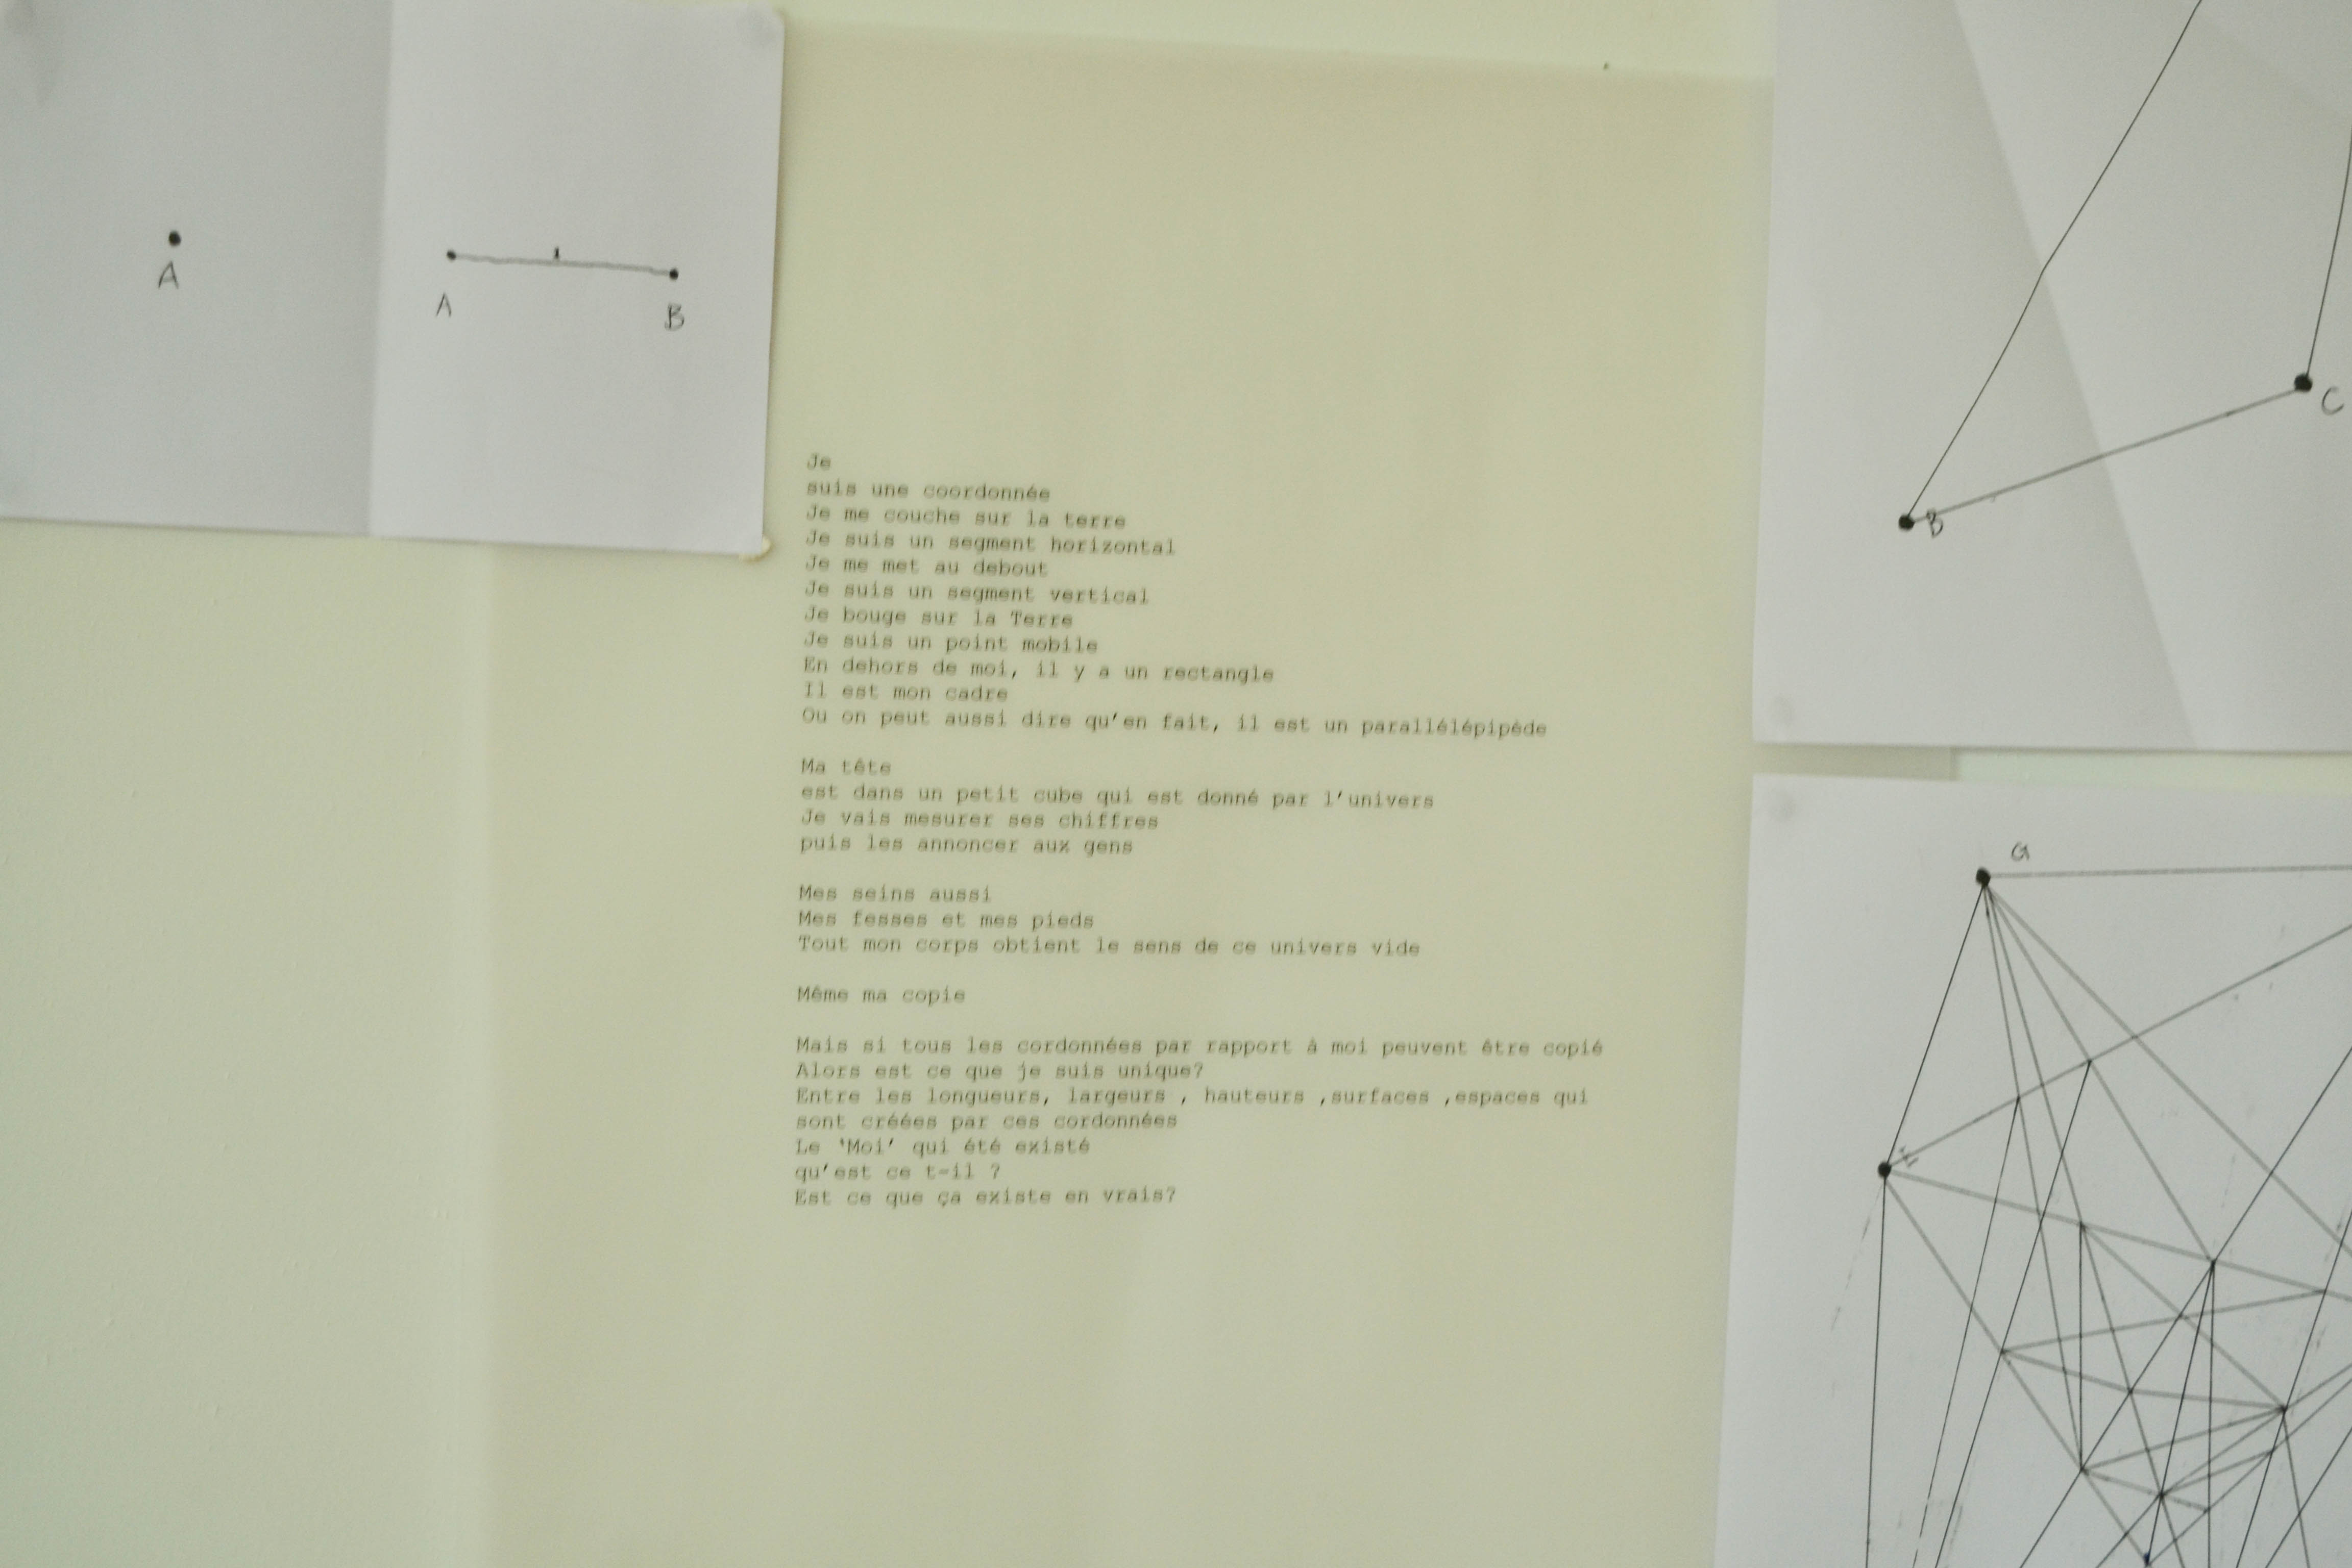 A
A
B
Je
suis une coordonnée
Je me couche sur la terre
Je suis un segment horizontal
Je me met au debout
Je suis un segment vertical
Je bouge sur la Terre
Je suis un point mobile
En dehors de moi, il y a un rectangle
Il est mon cadre
Ou on peut aussi dire qu'en fait, il est un parallélépipède
Ma tête
est dans un petit cube qui est donné par l'univers
Je vais mesurer ses chiffres
puis les annoncer aux gens
Mes seins aussi
Mes fesses et mes pieds
Tout mon corps obtient le sens de ce univers vide
Même ma copie
Mais si tous les cordonnées par rapport à moi peuvent être copié
Alors est ce que je suis unique?
Entre les longueurs, largeurs , hauteurs ,surfaces ,espaces qui
sont créées par ces cordonnées
Le ‘Moi’ qui été existé
qu'est ce t-il ?
Est ce que ça existe en vrais?
C
B
G